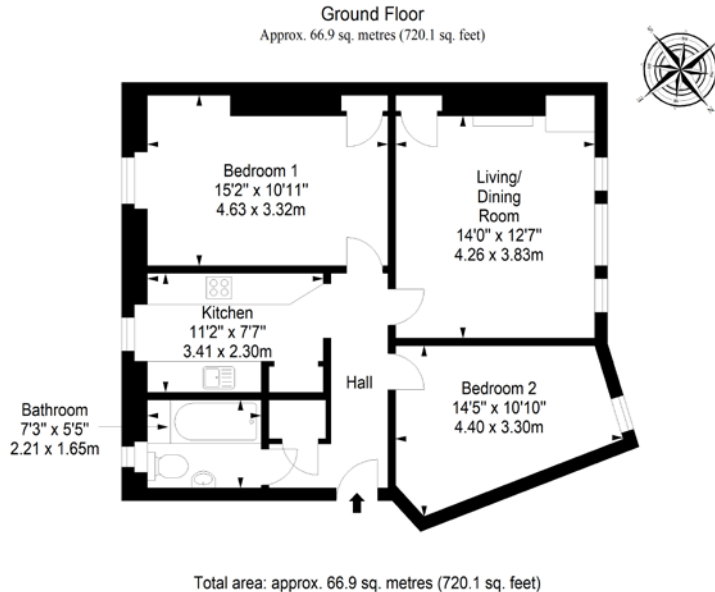 Ground Floor
Approx. 66.9 sq. metres (720.1 sq. feet)
Bedroom 1
15'2" x 10'11"
4.63 x 3.32m
Living/
Dining
Room
14'0" x 12'7"
4.26 x 3.83m
Kitchen
11'2" x 7'7"
3.41 x 2.30m
Hall
Bedroom 2
14'5" x 10'10"
4.40 x 3.30m
Bathroom
7'3" x 5'5"
2.21 x 1.65m
Total area: approx. 66.9 sq. metres (720.1 sq. feet)